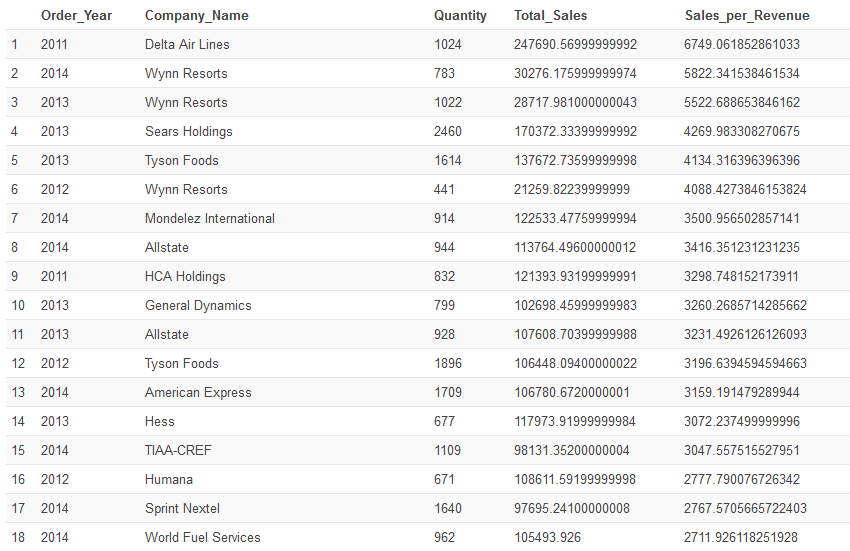 Order_Year Company_Name Quantity Total_Sales Sales_per_Revenue
1 2011 Delta Air Lines 1024 247690.56999999992 6749.061852861033
2 2014 Wynn Resorts 783 30276.175999999974 5822.341538461534
3 2013 Wynn Resorts 1022 28717.981000000043 5522.688653846162
4 2013 Sears Holdings 2460 170372.33399999992 4269.983308270675
5 2013 Tyson Foods 1614 137672.73599999998 4134.316396396396
6 2012 Wynn Resorts 441 21259.82239999999 4088.4273846153824
7 2014 Mondelez International 914 122533.47759999994 3500.956502857141
8 2014 Allstate 944 113764.49600000012 3416.351231231235
9 2011 HCA Holdings 832 121393.93199999991 3298.748152173911
10 2013 General Dynamics 799 102698.45999999983 3260.2685714285662
11 2013 Allstate 928 107608.70399999988 3231.4926126126093
12 2012 Tyson Foods 1896 106448.09400000022 3196.6394594594663
13 2014 American Express 1709 106780.6720000001 3159.191479289944
14 2013 Hess 677 117973.91999999984 3072.237499999996
15 2014 TIAA-CREF 1109 98131.35200000004 3047.557515527951
16 2012 Humana 671 108611.59199999998 2777.790076726342
17 2014 Sprint Nextel 1640 97695.24100000008 2767.5705665722403
18 2014 World Fuel Services 962 105493.926 2711.926118251928